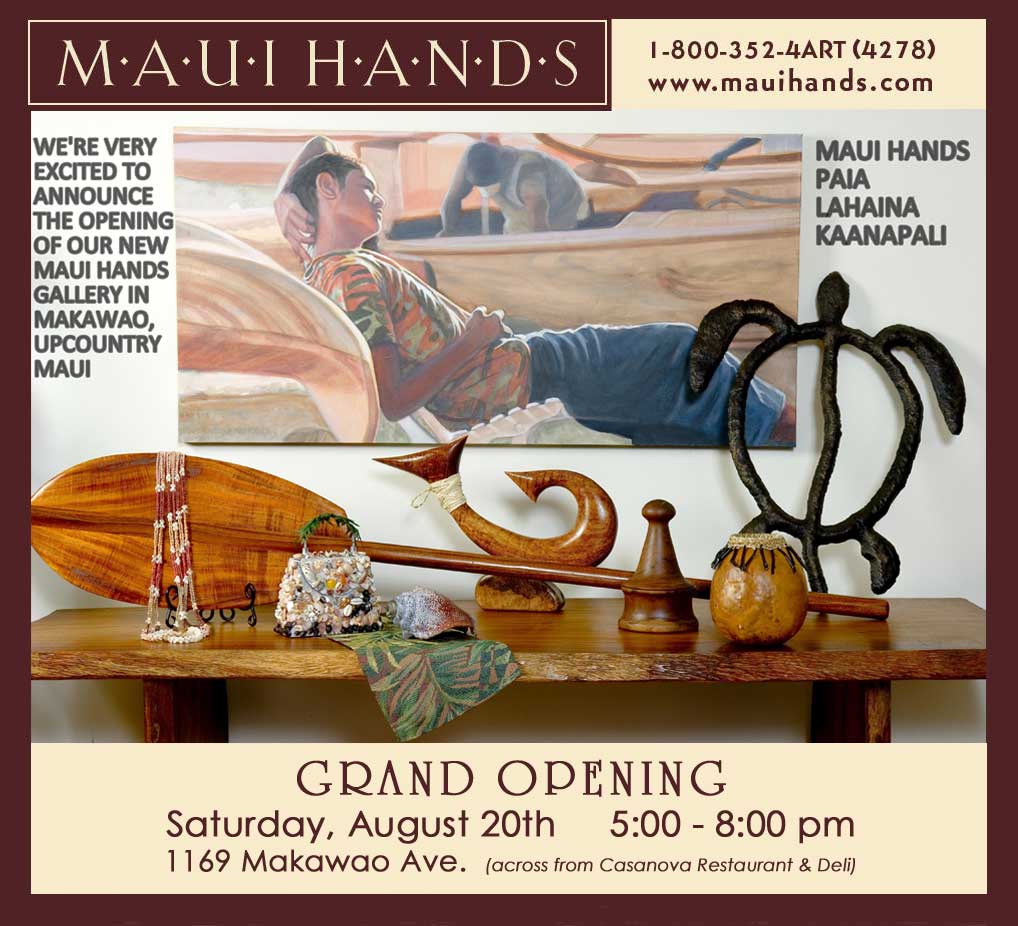 M·A·U·I H·A·N·D·S
1-800-352-4ART (4278)
www.mauihands.com
WE'RE VERY
EXCITED TO
ANNOUNCE
THE OPENING
OF OUR NEW
MAUI HANDS
GALLERY IN
MAKAWAO,
UPCOUNTRY
MAUI
MAUI HANDS
PAIA
LAHAINA
KAANAPALI
GRAND OPENING
Saturday, August 20th 5:00 - 8:00 pm
1169 Makawao Ave. (across from Casanova Restaurant & Deli)